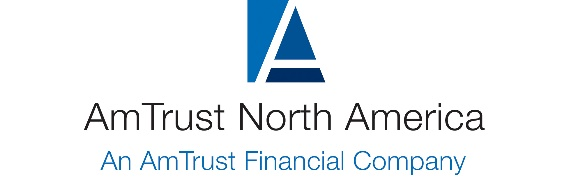 AmTrust North America
An AmTrust Financial Company